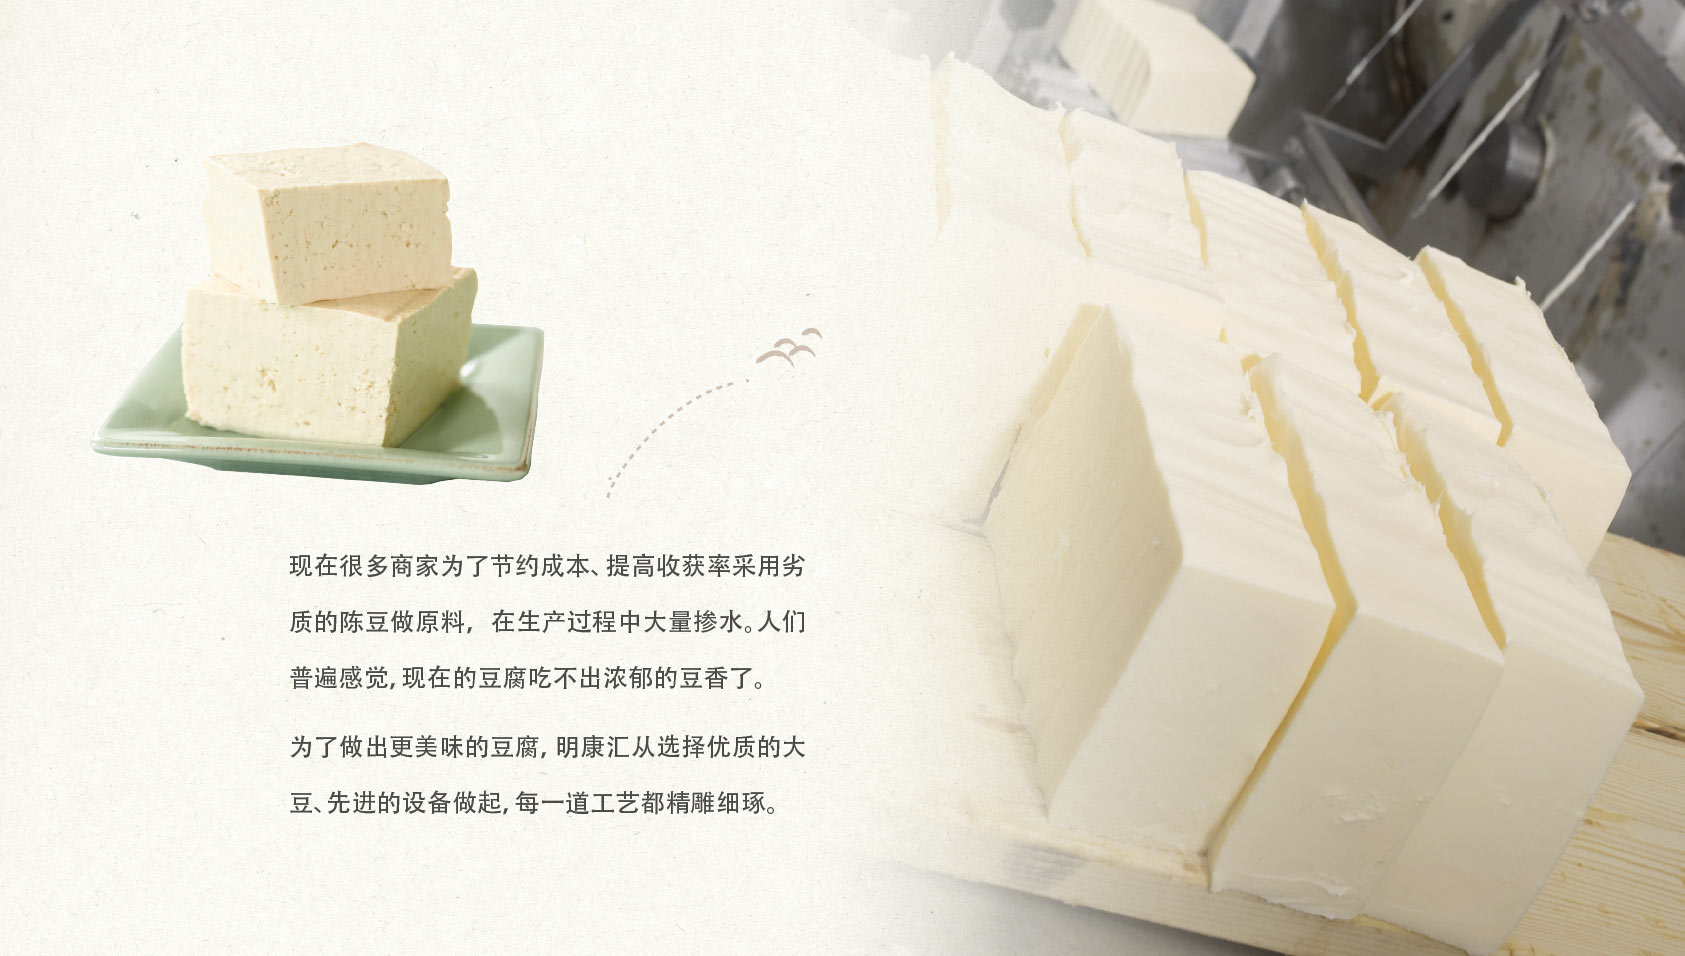 现在很多商家为了节约成本、提高收获率采用劣
质的陈豆做原料，在生产过程中大量掺水。人们
普遍感觉,现在的豆腐吃不出浓郁的豆香了。
为了做出更美味的豆腐,明康汇从选择优质的大
豆、先进的设备做起,每一道工艺都精雕细琢。